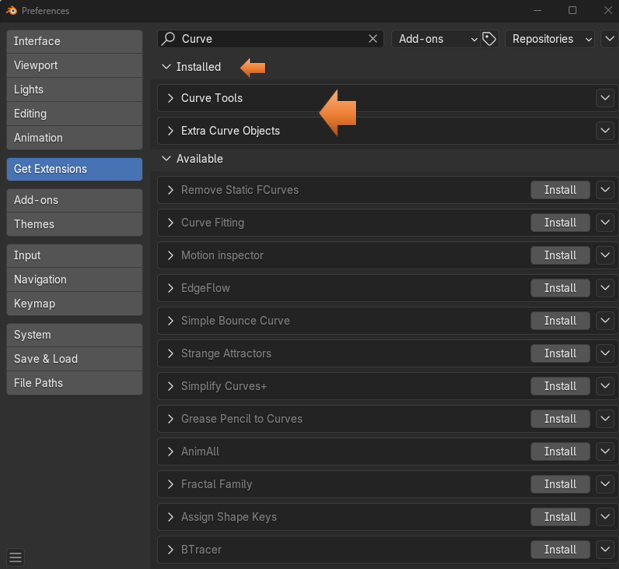 Preferences
Interface
Viewport
Lights
Editing
Animation
Get Extensions
Add-ons
Themes
Input
Navigation
Keymap
System
Save & Load
File Paths
Curve
Add-ons
Repositories
Installed
Curve Tools
Extra Curve Objects
Available
Remove Static FCurves Install
Curve Fitting Install
Motion inspector Install
EdgeFlow Install
Simple Bounce Curve Install
Strange Attractors Install
Simplify Curves+ Install
Grease Pencil to Curves Install
AnimAll Install
Fractal Family Install
Assign Shape Keys Install
BTracer Install